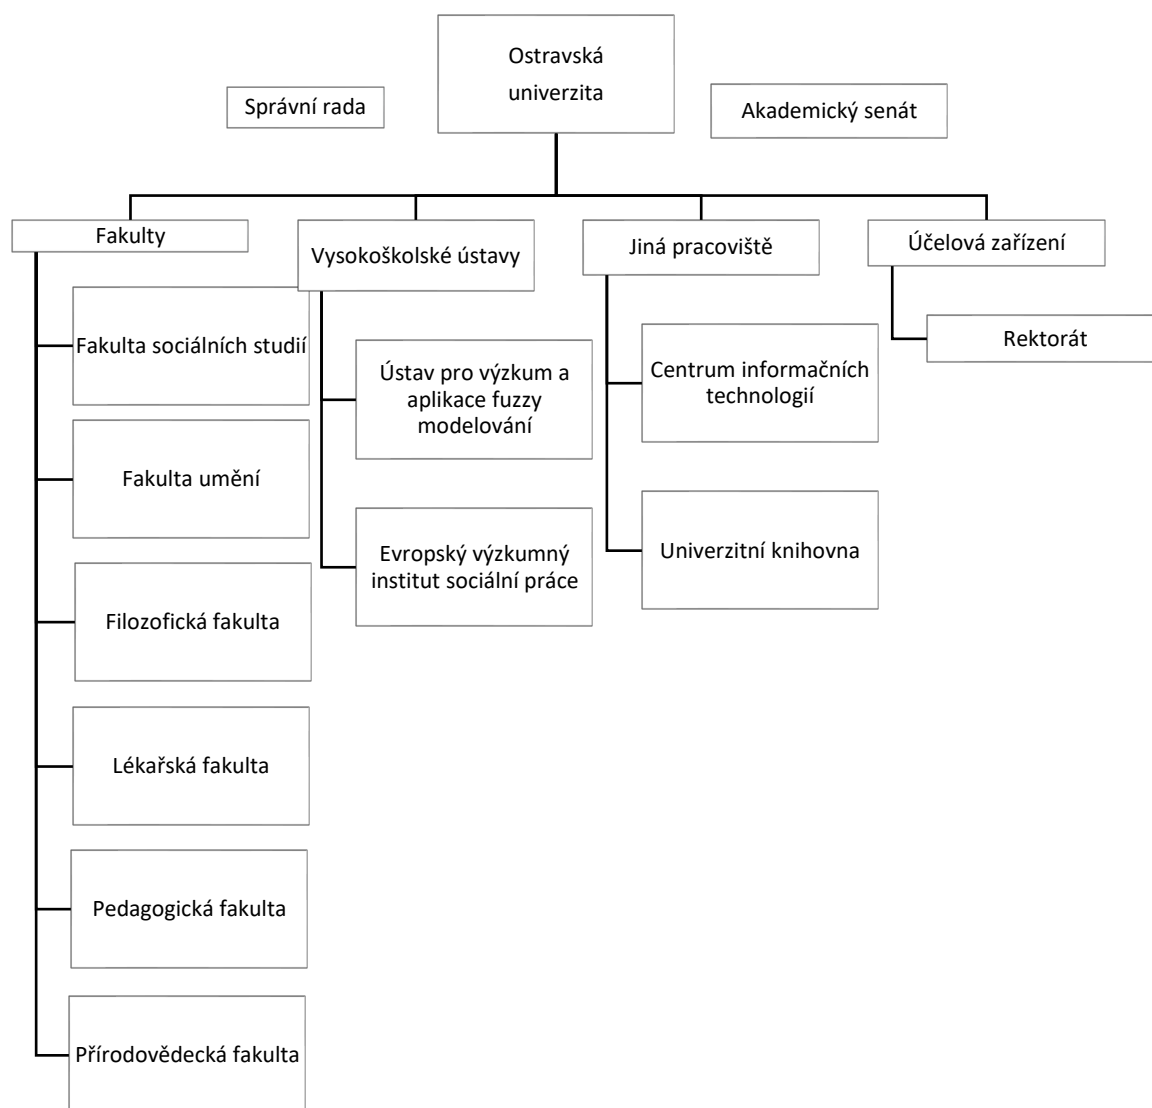 Ostravská
univerzita
Správní rada
Akademický senát
Fakulty
Vysokoškolské ústavy
Jiná pracoviště
Účelová zařízení
Fakulta sociálních studií
Fakulta umění
Filozofická fakulta
Lékařská fakulta
Pedagogická fakulta
Přírodovědecká fakulta
Ústav pro výzkum a
aplikace fuzzy
modelování
Evropský výzkumný
institut sociální práce
Centrum informačních
technologií
Univerzitní knihovna
Rektorát